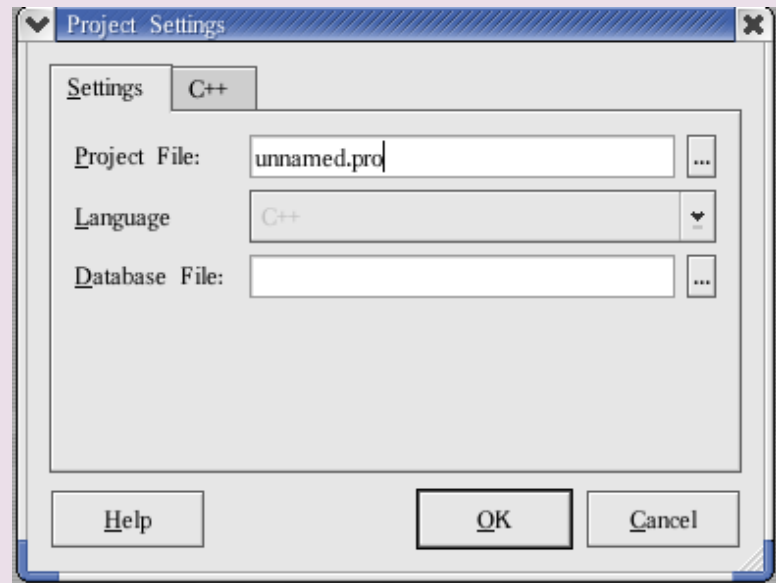 Project Settings
Settings
C++
Project File:
unnamed.pro
...
Language
C++
Database File:
...
Help
OK
Cancel